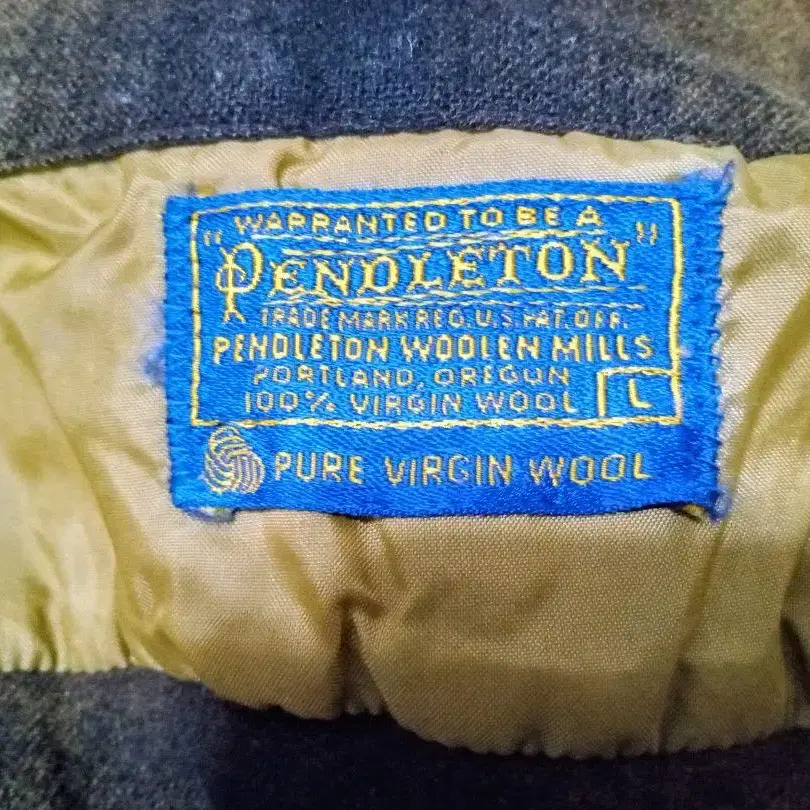 WARRANTED TO BE A
"PENDLETON"
TRADE MARK REG. U.S. PAT. OFF.
PENDLETON WOOLEN MILLS
PORTLAND, OREGON
100% VIRGIN WOOL L
PURE VIRGIN WOOL